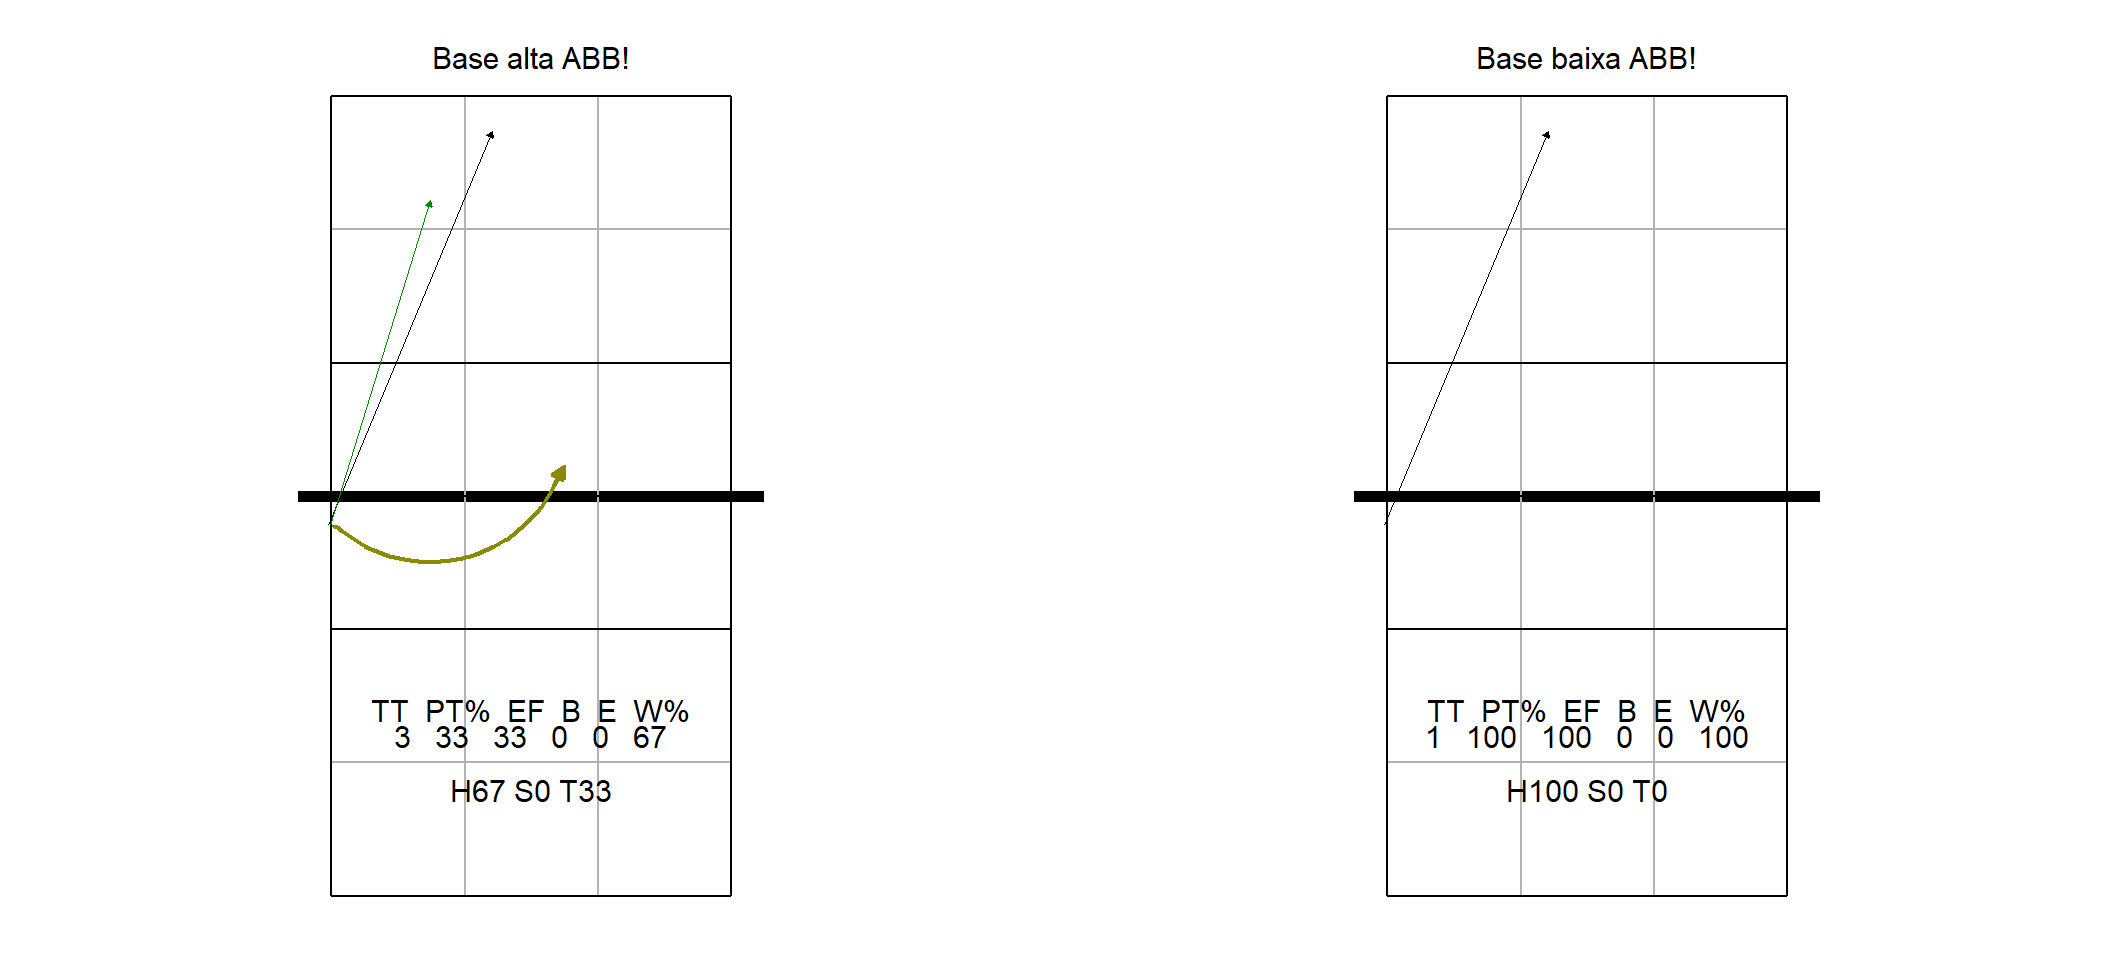 Base alta ABB!
TT PT% EF B E W%
3 33 33 0 0 67
H67 S0 T33
Base baixa ABB!
TT PT% EF B E W%
1 100 100 0 0 100
H100 S0 T0